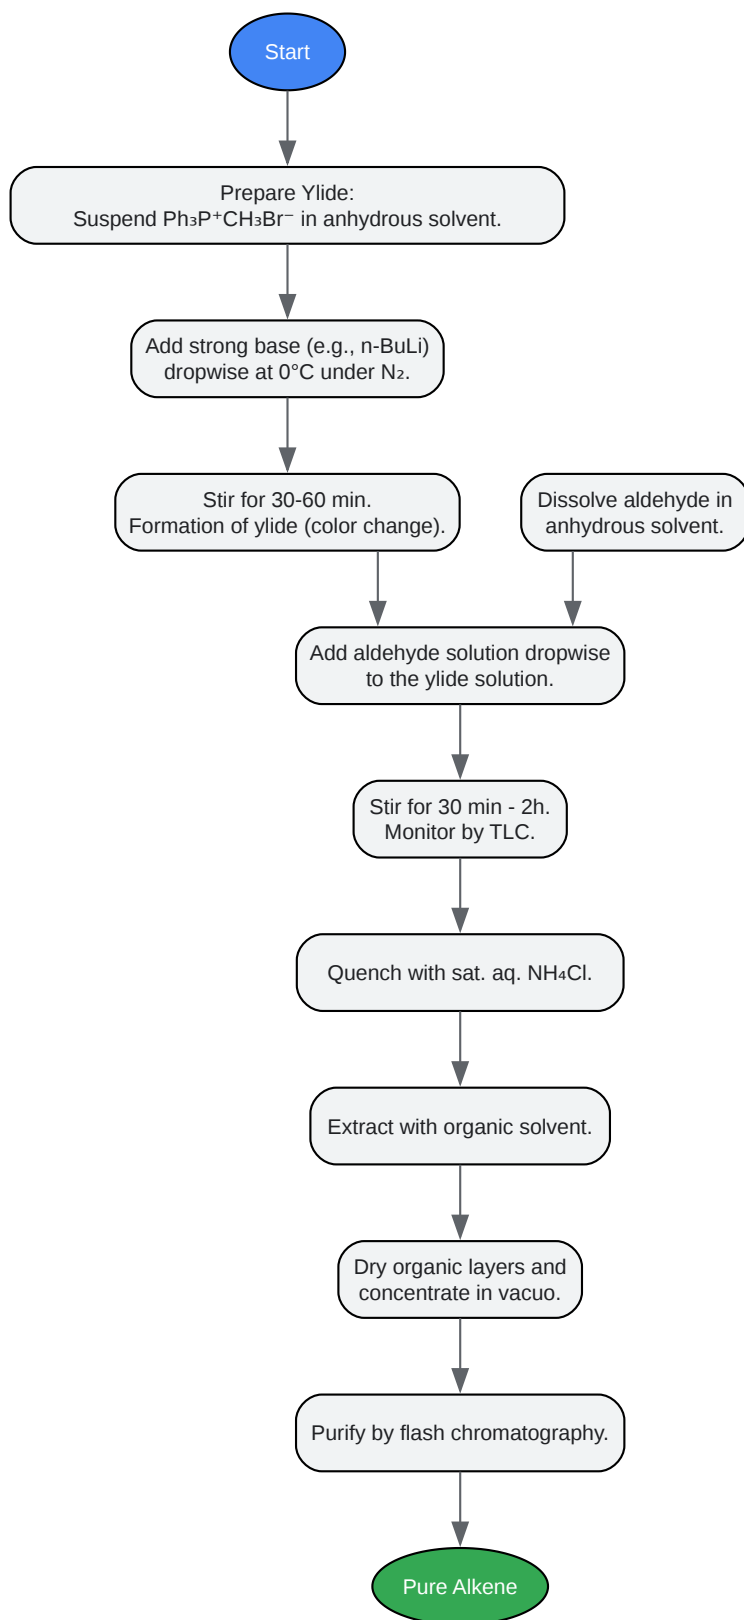 Start
Prepare Ylide:
Suspend Ph₃P⁺CH₃Br⁻ in anhydrous solvent.
Add strong base (e.g., n-BuLi)
dropwise at 0°C under N₂.
Stir for 30-60 min.
Formation of ylide (color change).
Dissolve aldehyde in
anhydrous solvent.
Add aldehyde solution dropwise
to the ylide solution.
Stir for 30 min - 2h.
Monitor by TLC.
Quench with sat. aq. NH₄Cl.
Extract with organic solvent.
Dry organic layers and
concentrate in vacuo.
Purify by flash chromatography.
Pure Alkene